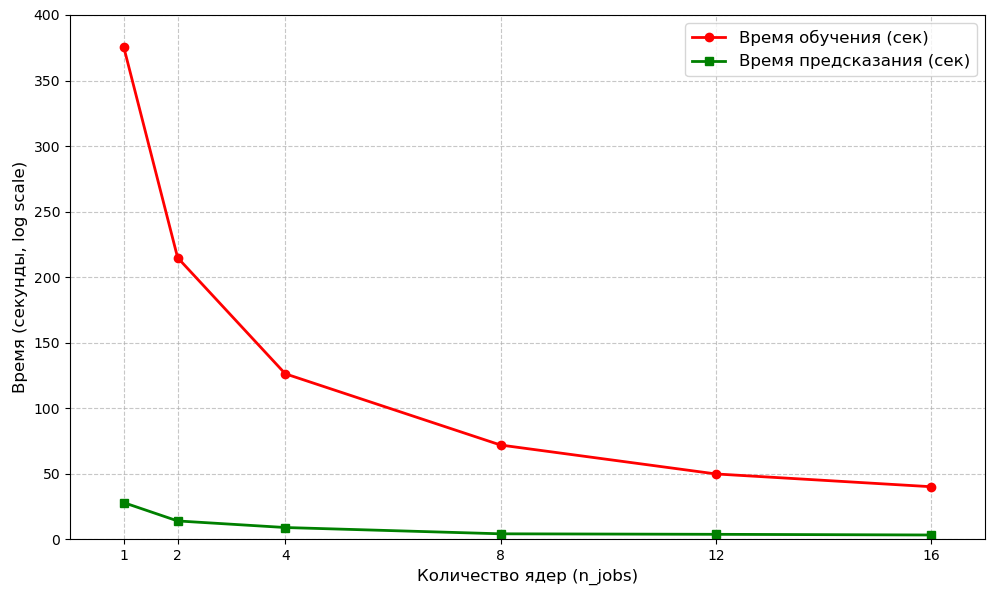 400
350
300
250
200
150
100
50
0
Время (секунды, log scale)
Время обучения (сек)
Время предсказания (сек)
1 2 4 8 12 16
Количество ядер (n_jobs)